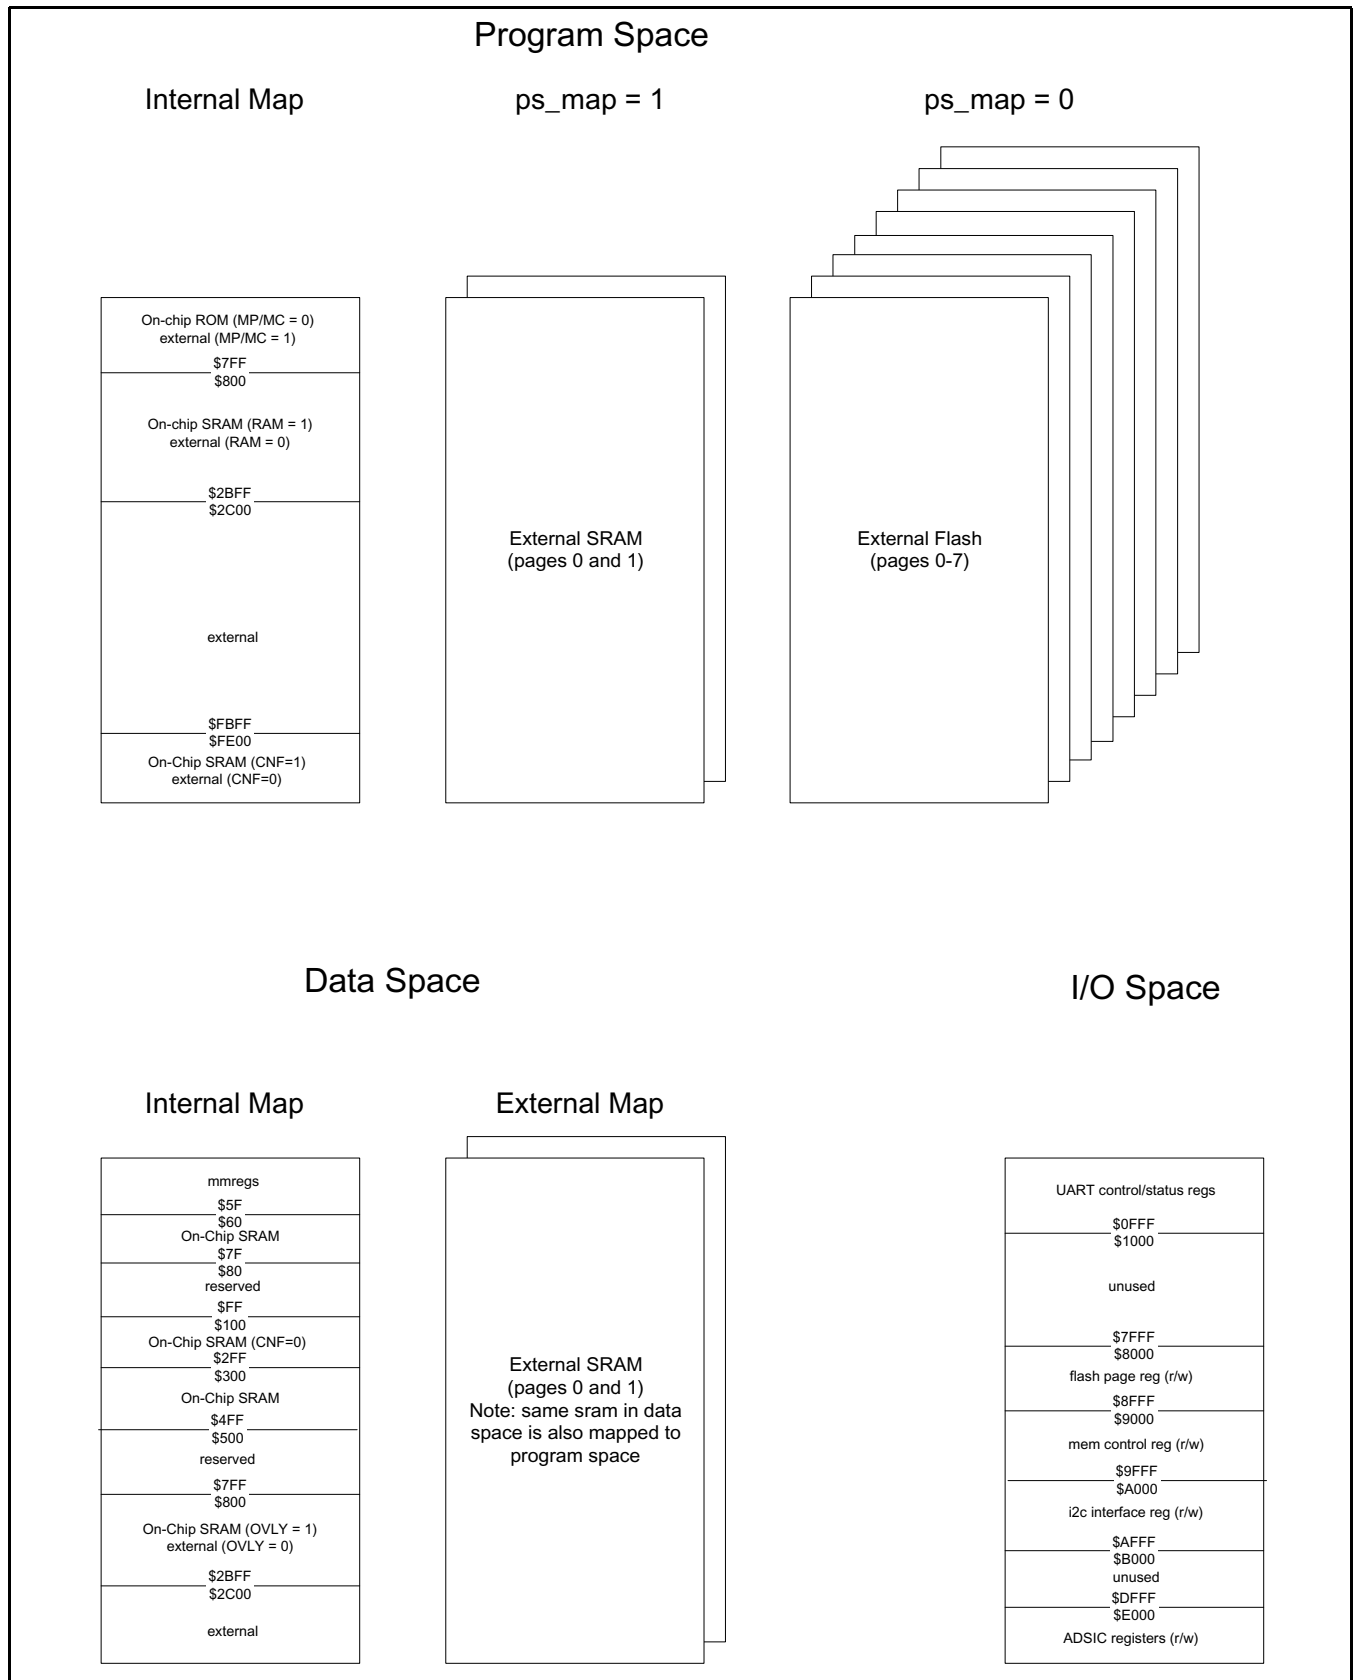 Program Space
Internal Map
ps_map = 1
ps_map = 0
On-chip ROM (MP/MC = 0)
external (MP/MC = 1)
$7FF
$800
On-chip SRAM (RAM = 1)
external (RAM = 0)
$2BFF
$2C00
external
$FBFF
$FE00
On-Chip SRAM (CNF=1)
external (CNF=0)
External SRAM
(pages 0 and 1)
External Flash
(pages 0-7)
Data Space
Internal Map
External Map
mmregs
$5F
$60
On-Chip SRAM
$7F
$80
reserved
$FF
$100
On-Chip SRAM (CNF=0)
$2FF
$300
On-Chip SRAM
$4FF
$500
reserved
$7FF
$800
On-Chip SRAM (OVLY = 1)
external (OVLY = 0)
$2BFF
$2C00
external
External SRAM
(pages 0 and 1)
Note: same sram in data
space is also mapped to
program space
I/O Space
UART control/status regs
$0FFF
$1000
unused
$7FFF
$8000
flash page reg (r/w)
$8FFF
$9000
mem control reg (r/w)
$9FFF
$A000
i2c interface reg (r/w)
$AFFF
$B000
unused
$DFFF
$E000
ADSIC registers (r/w)